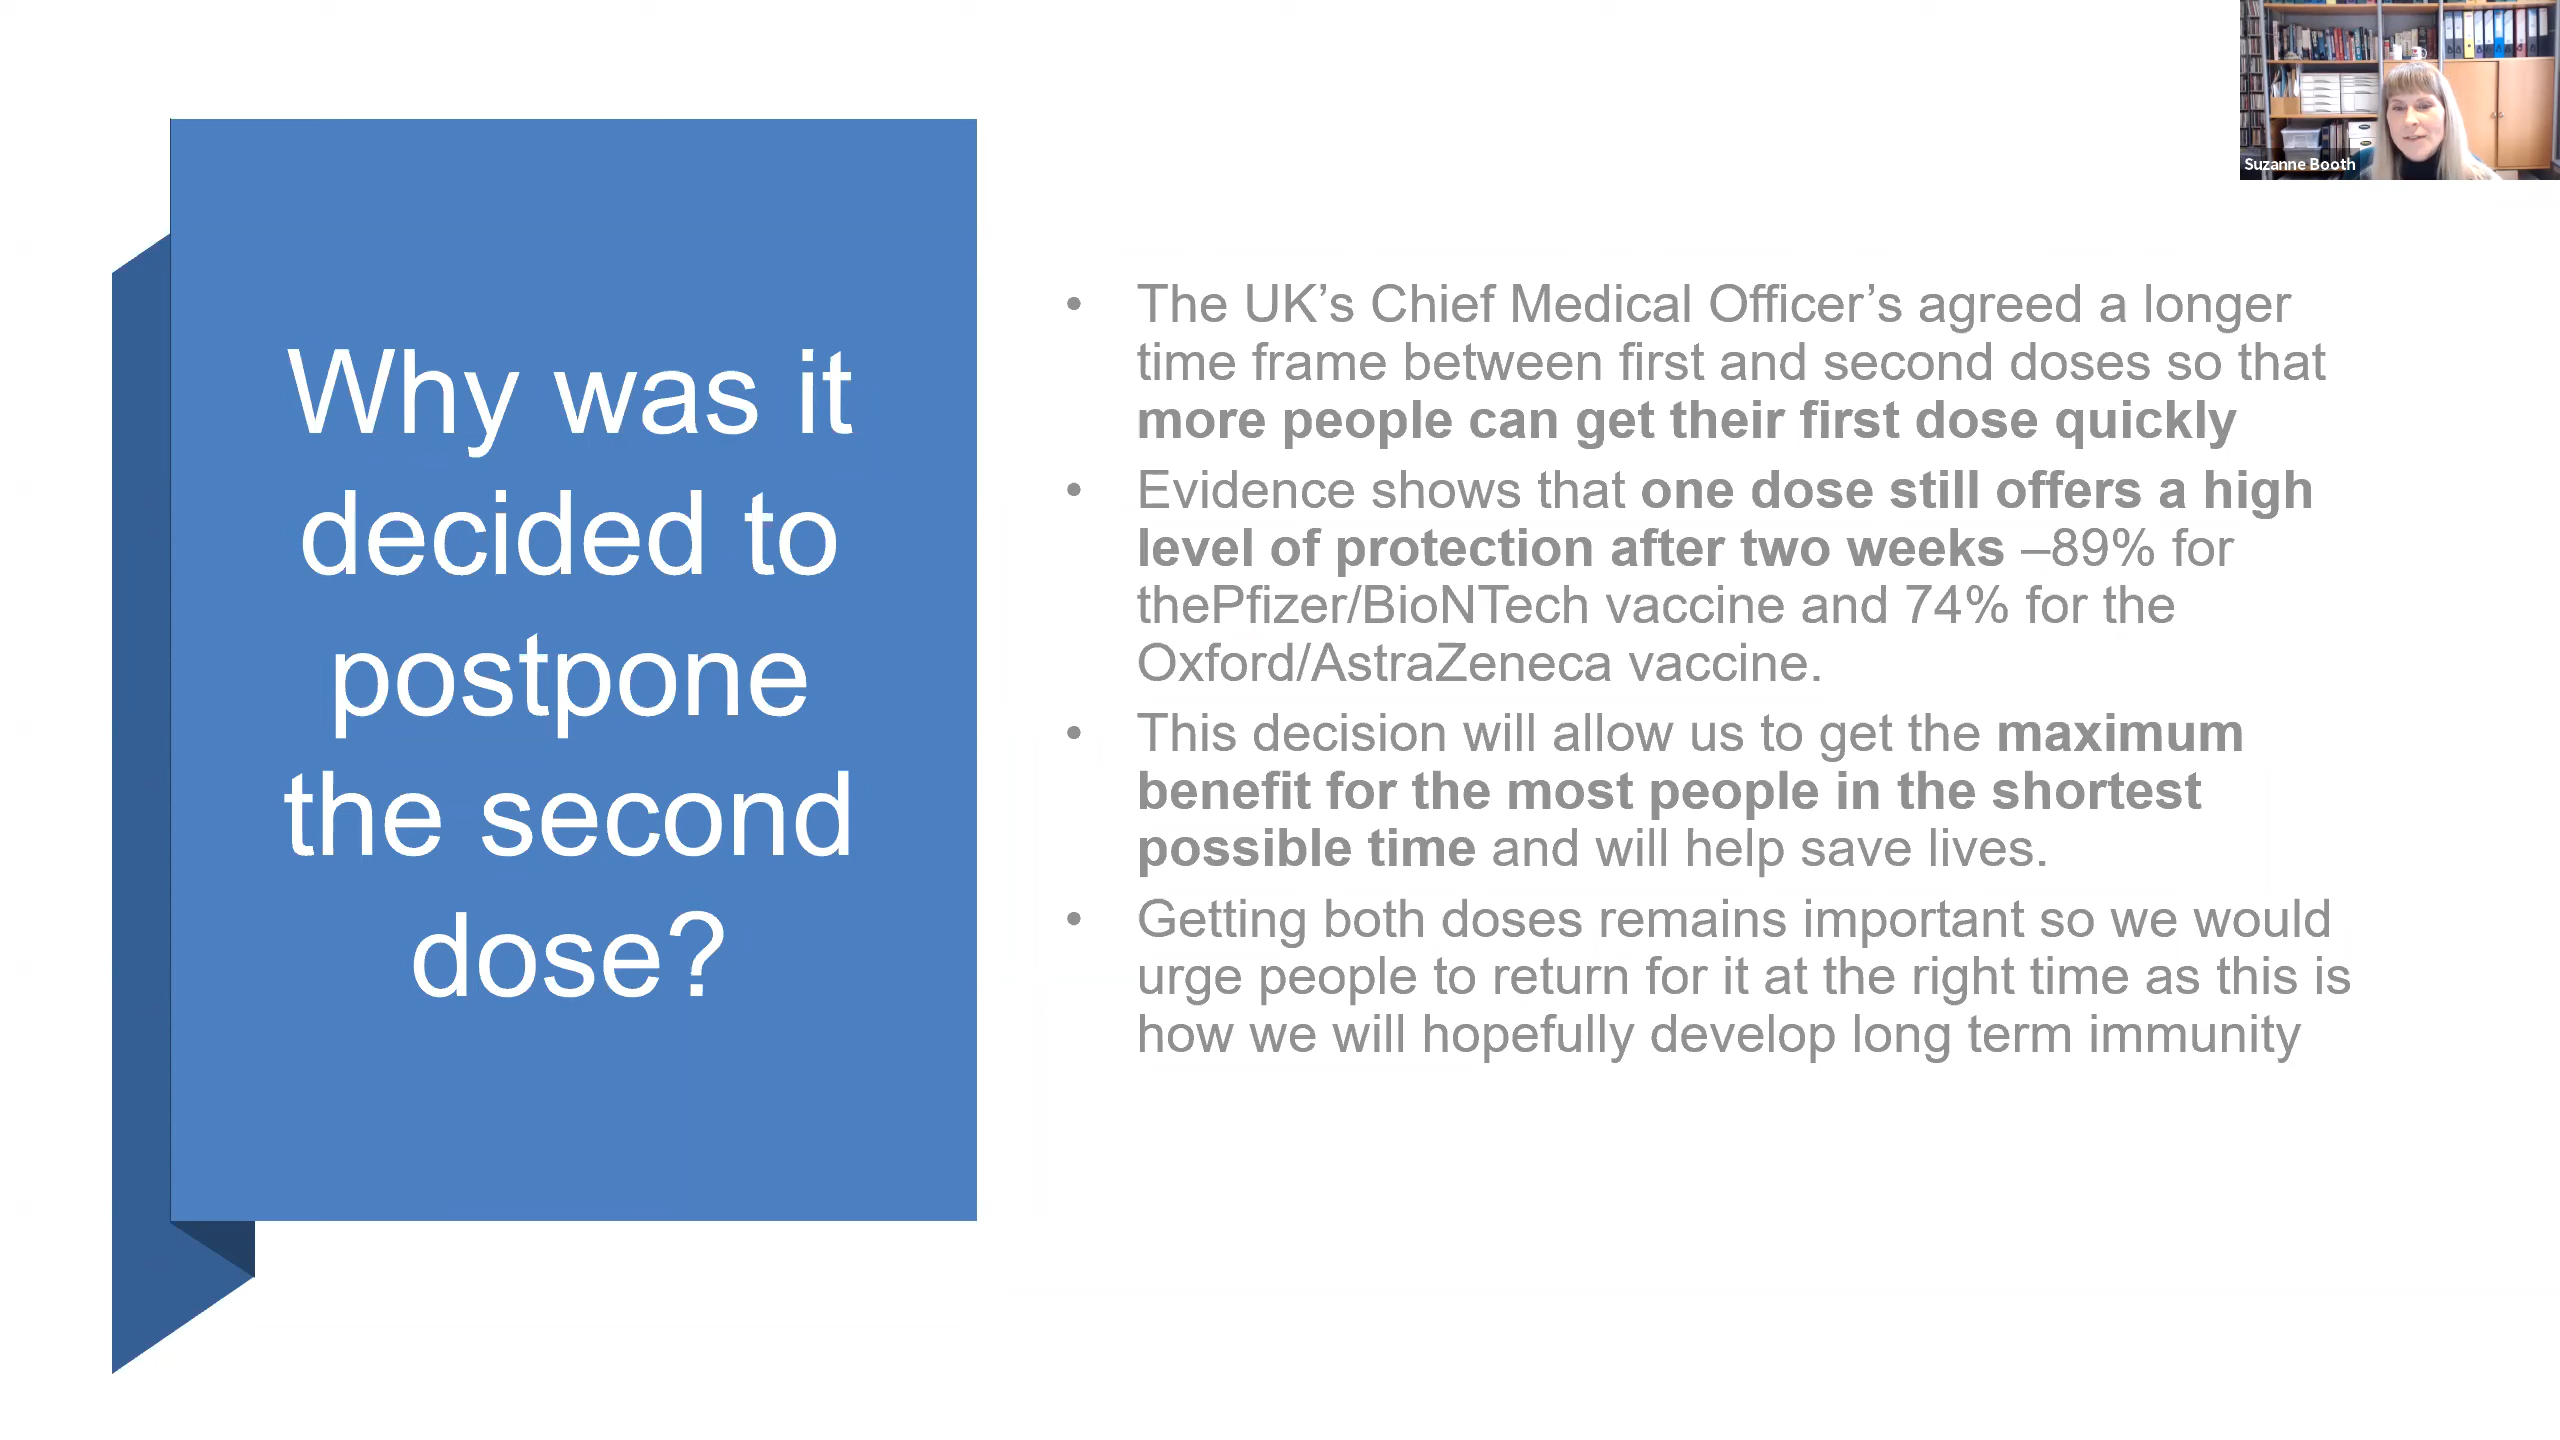 Why was it
decided to
postpone
the second
dose?
• The UK’s Chief Medical Officer’s agreed a longer
time frame between first and second doses so that
more people can get their first dose quickly
• Evidence shows that one dose still offers a high
level of protection after two weeks –89% for
thePfizer/BioNTech vaccine and 74% for the
Oxford/AstraZeneca vaccine.
• This decision will allow us to get the maximum
benefit for the most people in the shortest
possible time and will help save lives.
• Getting both doses remains important so we would
urge people to return for it at the right time as this is
how we will hopefully develop long term immunity
Suzanne Booth